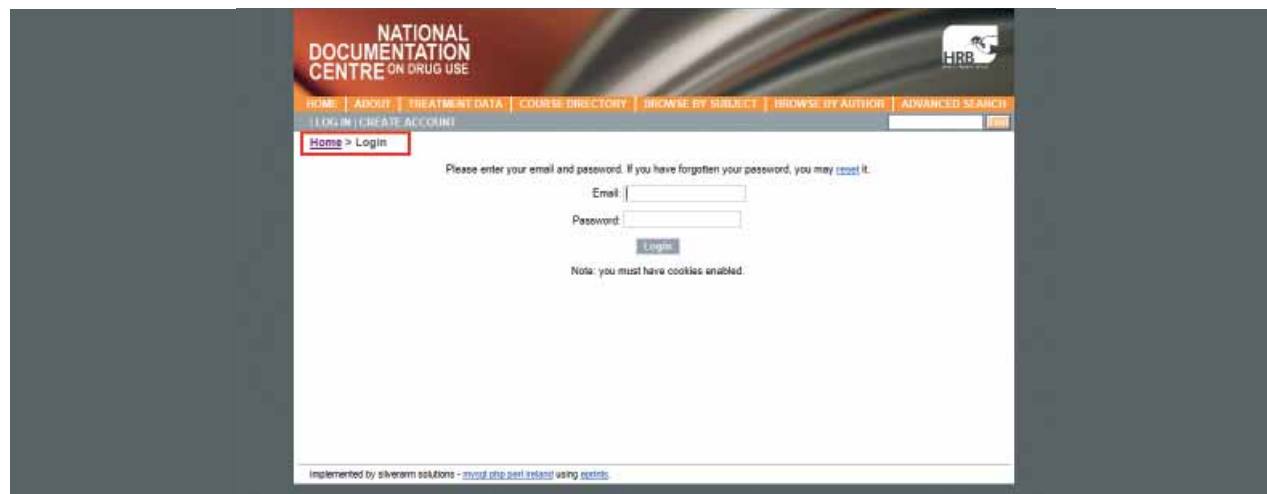 NATIONAL
DOCUMENTATION
CENTRE ON DRUG USE
HRB
HOME | ABOUT | TREATMENT DATA | COURSE DIRECTORY | BROWSE BY SUBJECT | BROWSE BY AUTHOR | ADVANCED SEARCH
| LOG IN | CREATE ACCOUNT
Home > Login
Please enter your email and password. If you have forgotten your password, you may reset it.
Email:
Password:
Login
Note: you must have cookies enabled.
Implemented by silverarm solutions - mysql php perl ireland using eprints.